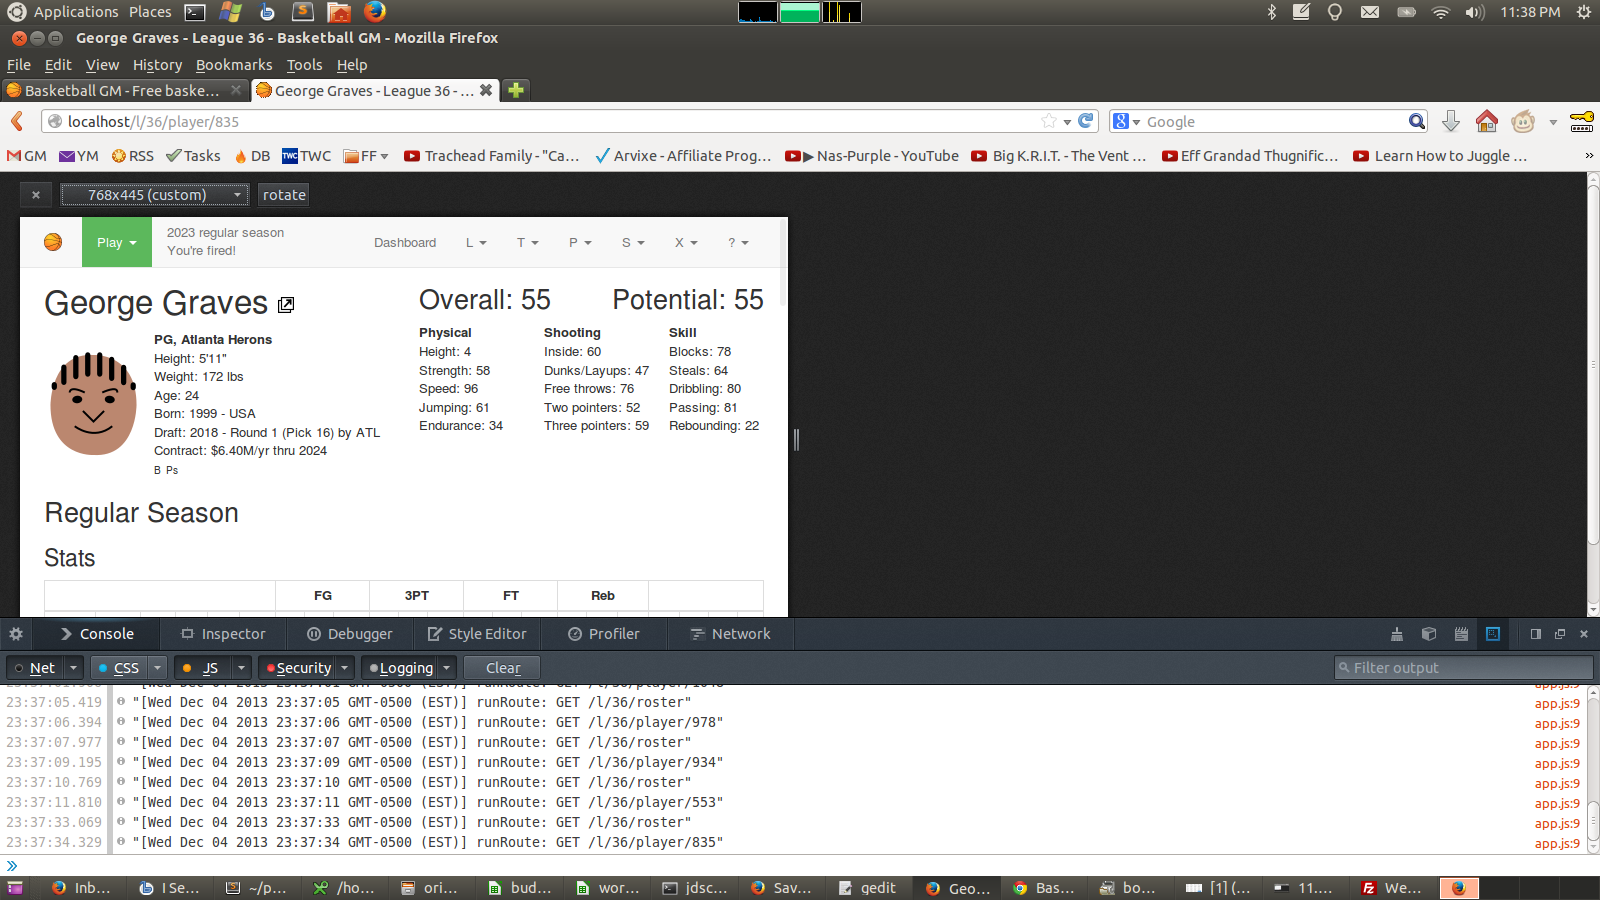 Applications Places 11:38 PM
George Graves - League 36 - Basketball GM - Mozilla Firefox
File Edit View History Bookmarks Tools Help
Basketball GM - Free baske... George Graves - League 36 - ...
localhost/l/36/player/835 Google
GM YM RSS Tasks DB TWC FF Trachead Family - "Ca... Arvixe - Affiliate Prog... ▶ Nas-Purple - YouTube Big K.R.I.T. - The Vent ... Eff Grandad Thugnific... Learn How to Juggle ... »
× 768x445 (custom) rotate
Play 2023 regular season
You're fired!
Dashboard L T P S X ?
George Graves
PG, Atlanta Herons
Height: 5'11"
Weight: 172 lbs
Age: 24
Born: 1999 - USA
Draft: 2018 - Round 1 (Pick 16) by ATL
Contract: $6.40M/yr thru 2024
B Ps
Overall: 55 Potential: 55
Physical Shooting Skill
Height: 4 Inside: 60 Blocks: 78
Strength: 58 Dunks/Layups: 47 Steals: 64
Speed: 96 Free throws: 76 Dribbling: 80
Jumping: 61 Two pointers: 52 Passing: 81
Endurance: 34 Three pointers: 59 Rebounding: 22
Regular Season
Stats
FG 3PT FT Reb
Console Inspector Debugger Style Editor Profiler Network
Net CSS JS Security Logging Clear Filter output
23:37:05.419 "[Wed Dec 04 2013 23:37:05 GMT-0500 (EST)] runRoute: GET /l/36/roster" app.js:9
23:37:06.394 "[Wed Dec 04 2013 23:37:06 GMT-0500 (EST)] runRoute: GET /l/36/player/978" app.js:9
23:37:07.977 "[Wed Dec 04 2013 23:37:07 GMT-0500 (EST)] runRoute: GET /l/36/roster" app.js:9
23:37:09.195 "[Wed Dec 04 2013 23:37:09 GMT-0500 (EST)] runRoute: GET /l/36/player/934" app.js:9
23:37:10.769 "[Wed Dec 04 2013 23:37:10 GMT-0500 (EST)] runRoute: GET /l/36/roster" app.js:9
23:37:11.810 "[Wed Dec 04 2013 23:37:11 GMT-0500 (EST)] runRoute: GET /l/36/player/553" app.js:9
23:37:33.069 "[Wed Dec 04 2013 23:37:33 GMT-0500 (EST)] runRoute: GET /l/36/roster" app.js:9
23:37:34.329 "[Wed Dec 04 2013 23:37:34 GMT-0500 (EST)] runRoute: GET /l/36/player/835" app.js:9
»
Inb... I Se... ~/p... /ho... ori... bud... wor... jdsc... Sav... gedit Geo... Bas... bo... [1] (... 11.... We...